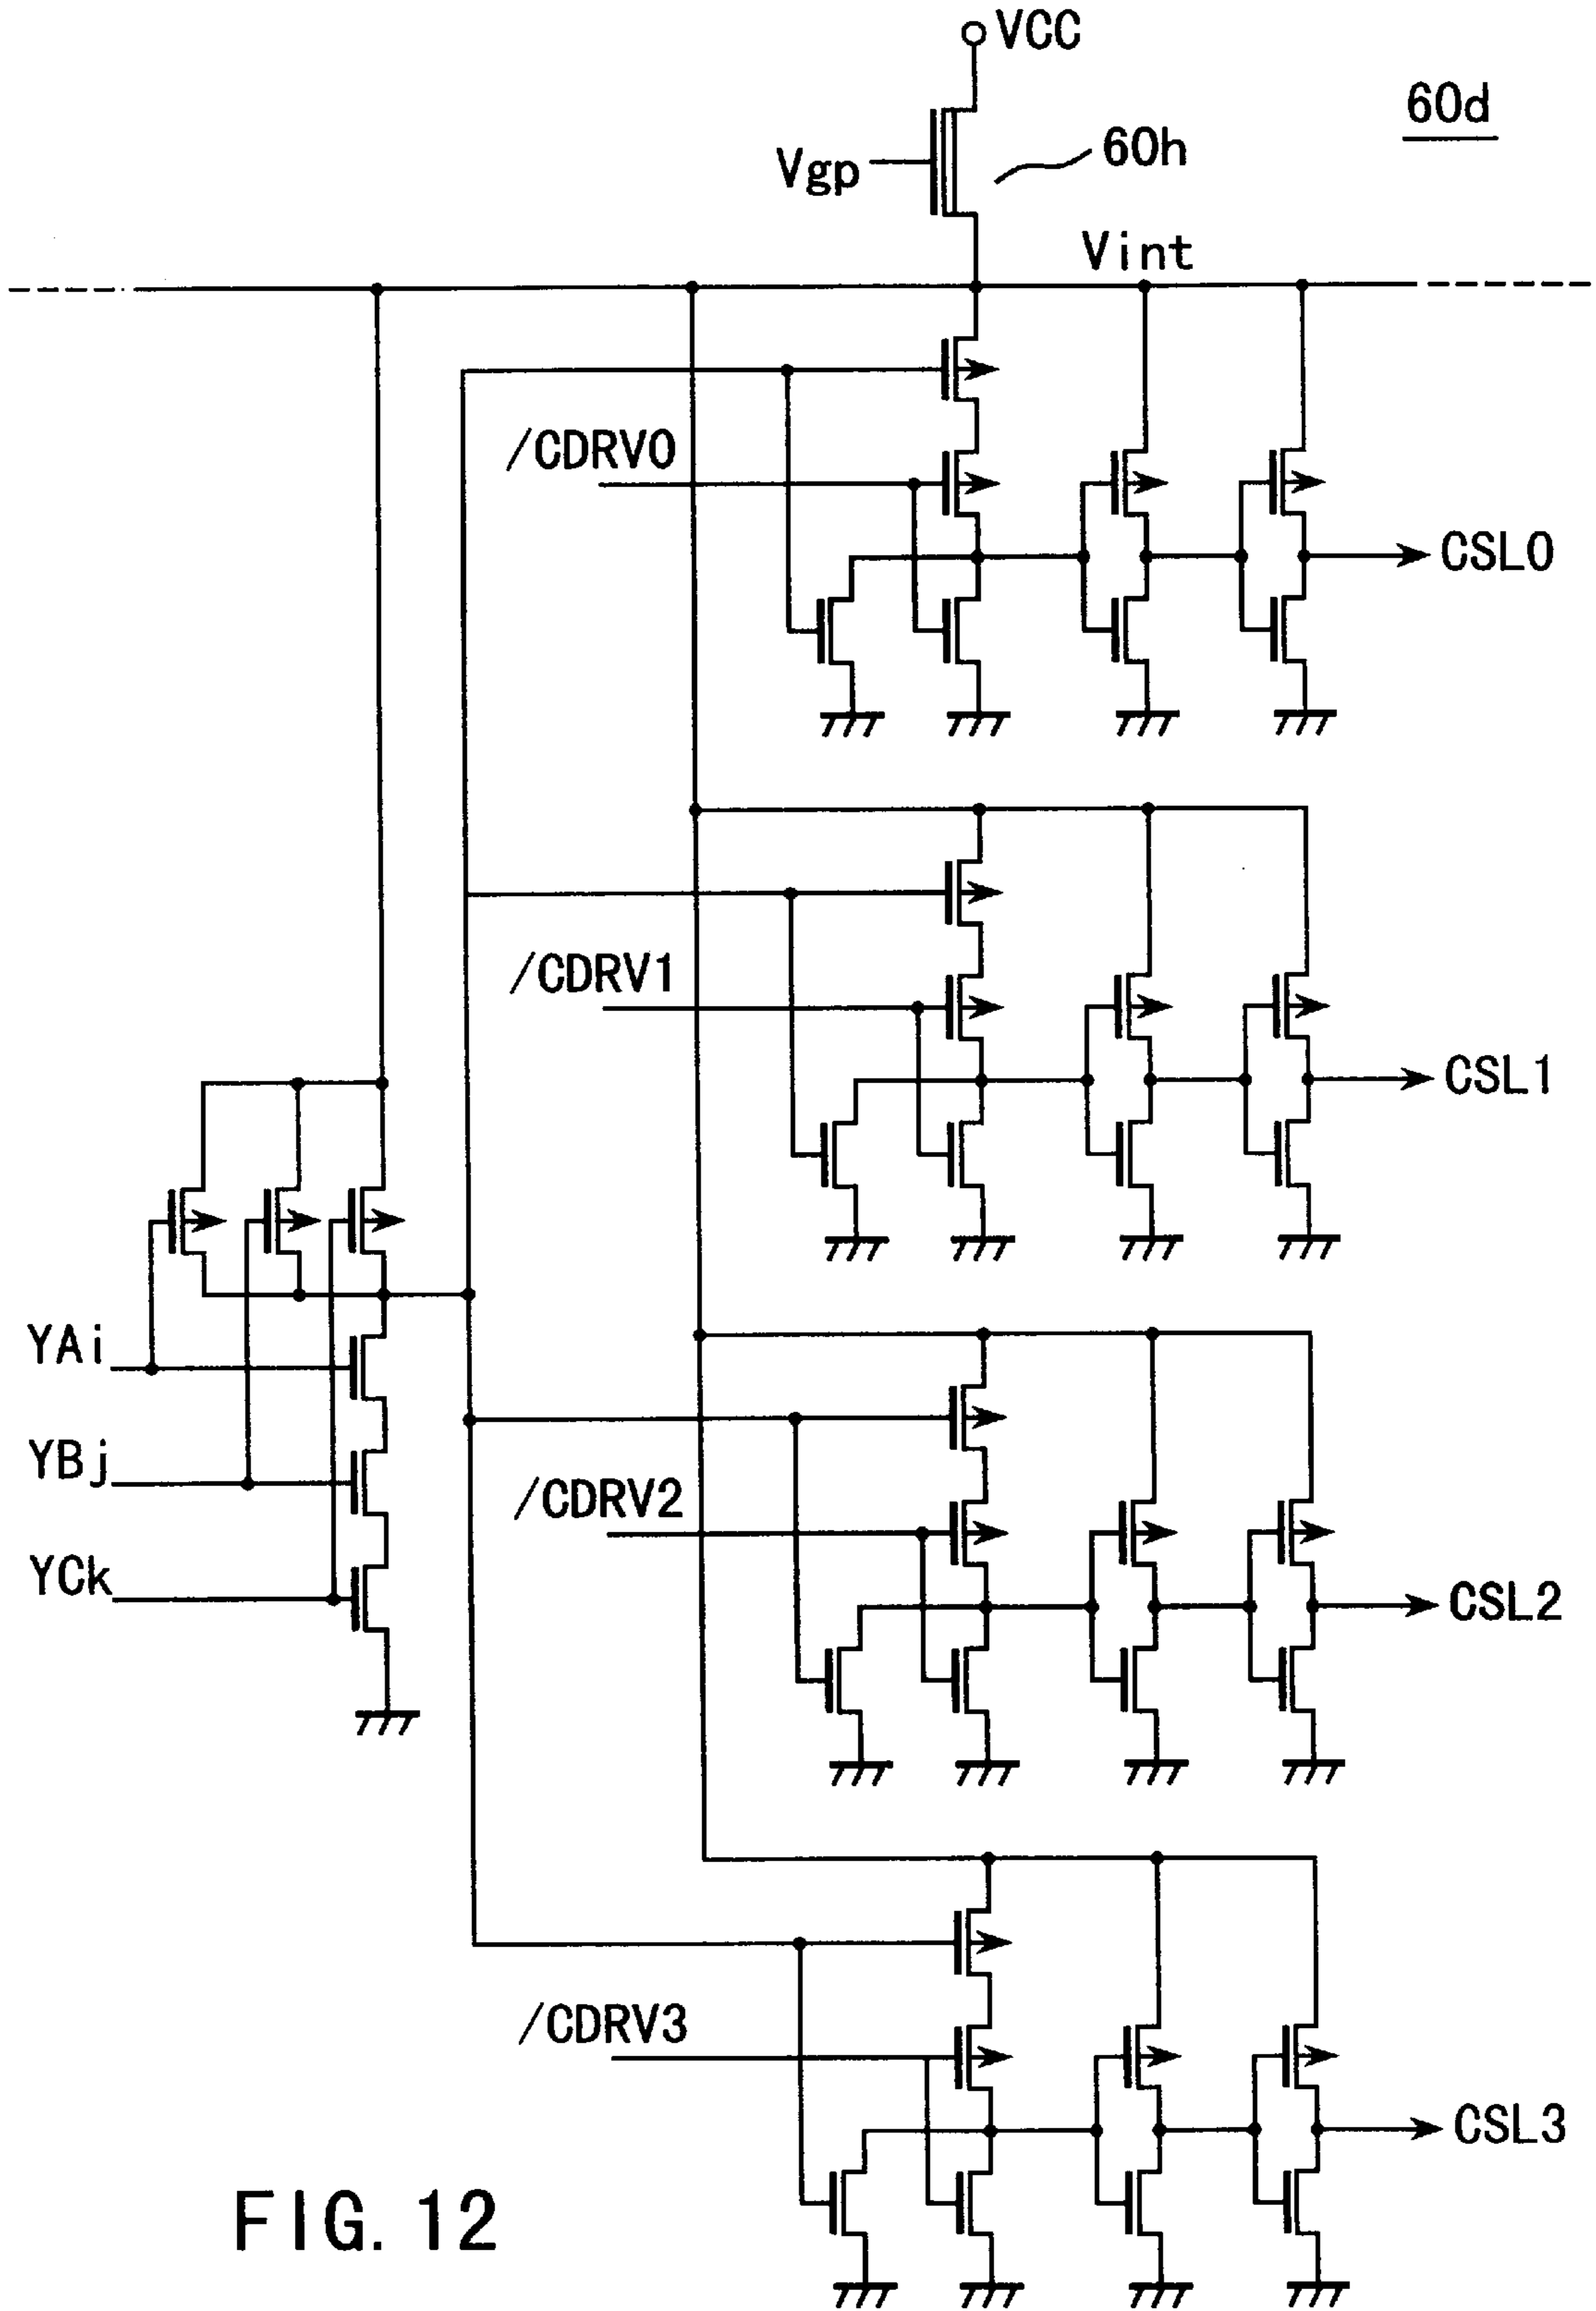 VCC
60d
Vgp
60h
Vint
/CDRV0
CSL0
/CDRV1
CSL1
YAi
YBj
/CDRV2
YCk
CSL2
/CDRV3
CSL3
FIG. 12